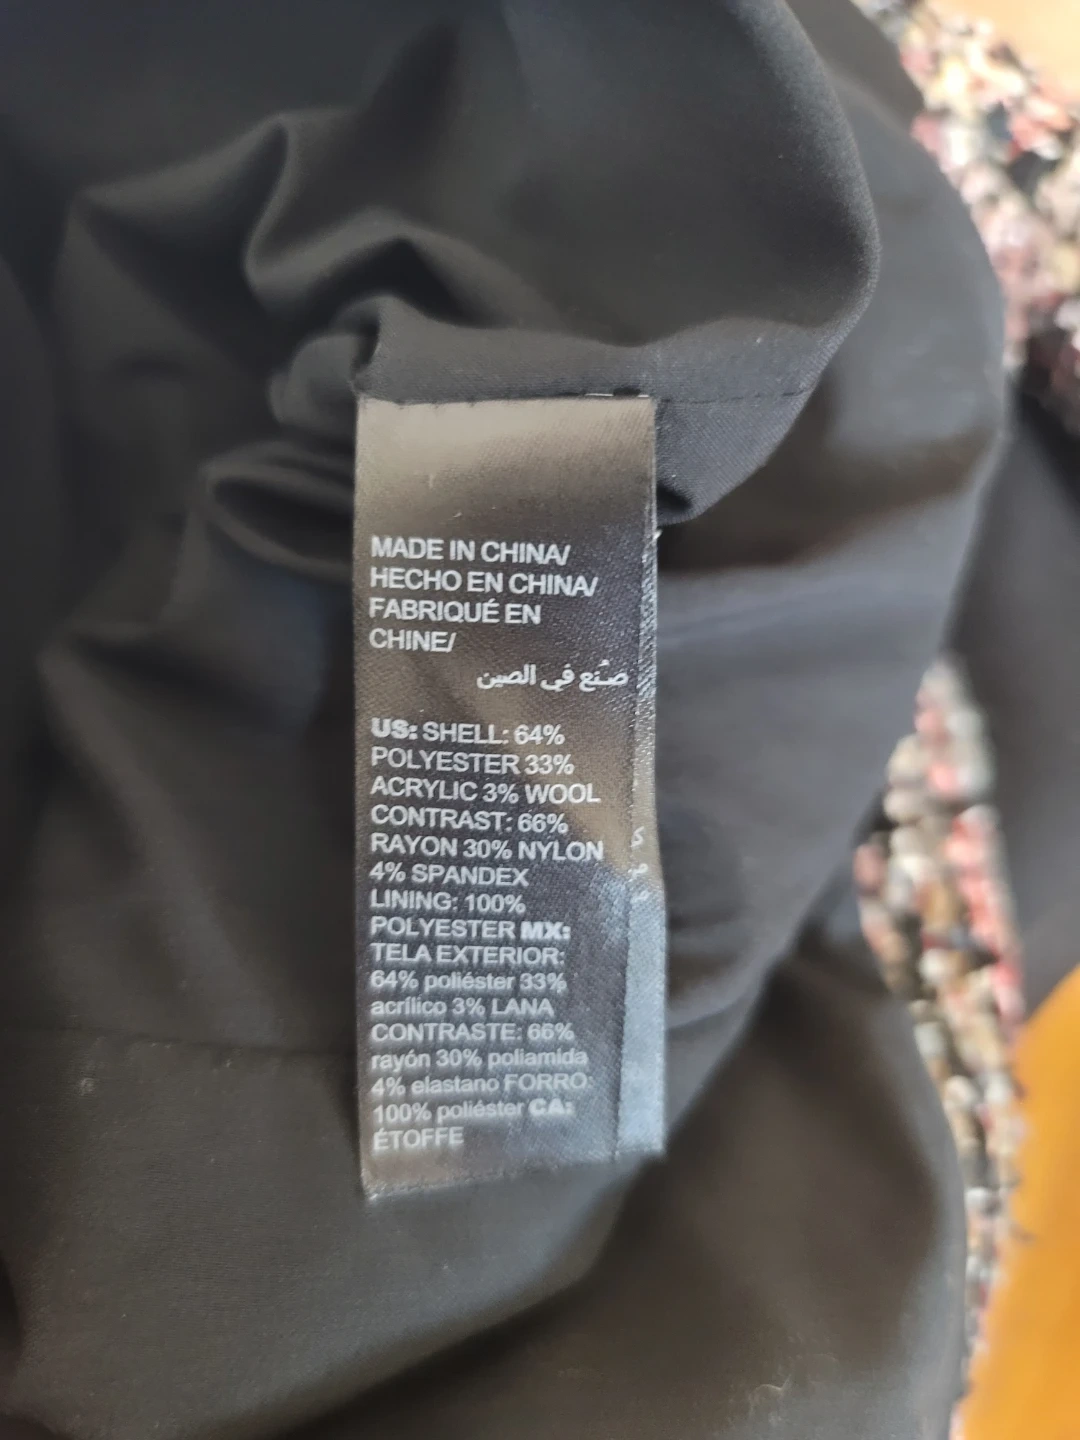 MADE IN CHINA/
HECHO EN CHINA/
FABRIQUÉ EN
CHINE/
صُنع في الصين
US: SHELL: 64%
POLYESTER 33%
ACRYLIC 3% WOOL
CONTRAST: 66%
RAYON 30% NYLON
4% SPANDEX
LINING: 100%
POLYESTER MX:
TELA EXTERIOR:
64% poliéster 33%
acrílico 3% LANA
CONTRASTE: 66%
rayón 30% poliamida
4% elastano FORRO:
100% poliéster CA:
ÉTOFFE